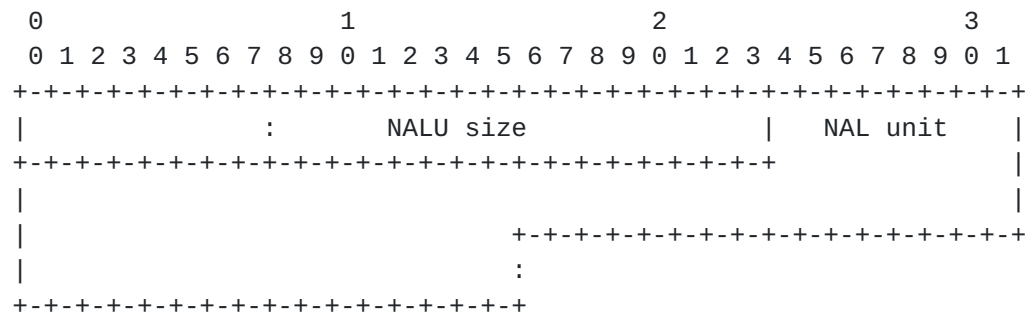 0                   1                   2                   3
 0 1 2 3 4 5 6 7 8 9 0 1 2 3 4 5 6 7 8 9 0 1 2 3 4 5 6 7 8 9 0 1
+-+-+-+-+-+-+-+-+-+-+-+-+-+-+-+-+-+-+-+-+-+-+-+-+-+-+-+-+-+-+-+-+
|               :       NALU size               |   NAL unit    |
+-+-+-+-+-+-+-+-+-+-+-+-+-+-+-+-+-+-+-+-+-+-+-+-+               |
|                                                               |
|                               +-+-+-+-+-+-+-+-+-+-+-+-+-+-+-+-+
|                               :
+-+-+-+-+-+-+-+-+-+-+-+-+-+-+-+-+